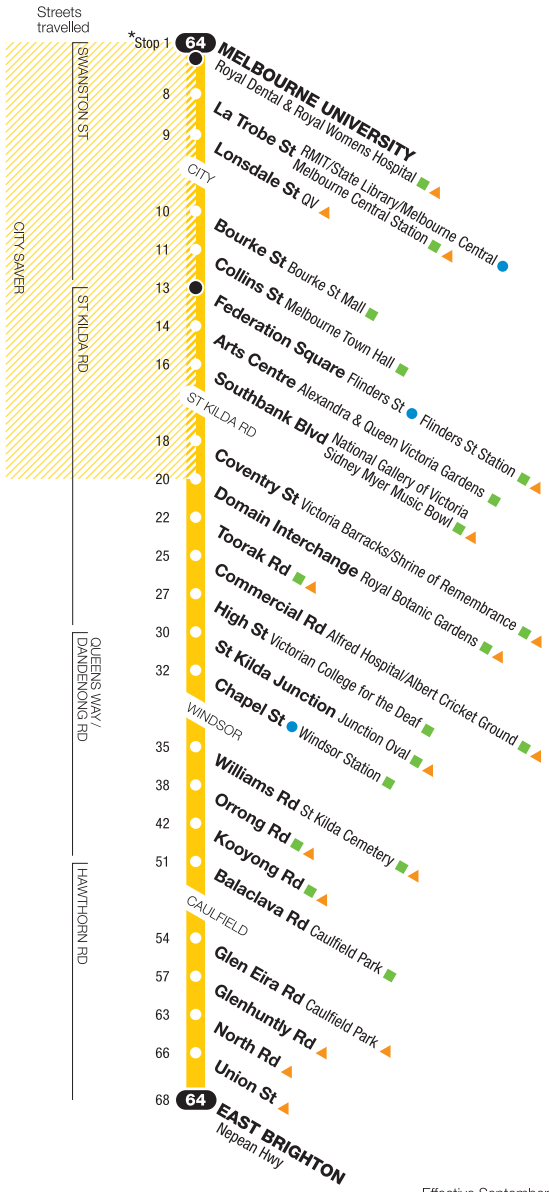 Streets
travelled
*Stop 1 64 MELBOURNE UNIVERSITY
Royal Dental & Royal Womens Hospital
SWANSTON ST
CITY SAVER
8 La Trobe St RMIT/State Library/Melbourne Central
Melbourne Central Station
9 Lonsdale St QV
CITY
10 Bourke St Bourke St Mall
11 Collins St Melbourne Town Hall
ST KILDA RD
13 Federation Square Flinders St Flinders St Station
14 Arts Centre Alexandra & Queen Victoria Gardens
16 Southbank Blvd National Gallery of Victoria
Sidney Myer Music Bowl
ST KILDA RD
18 Coventry St Victoria Barracks/Shrine of Remembrance
20 Domain Interchange Royal Botanic Gardens
22 Toorak Rd
25 Commercial Rd Alfred Hospital/Albert Cricket Ground
27 High St Victorian College for the Deaf
QUEENS WAY/
DANDENONG RD
30 St Kilda Junction Junction Oval
32 Chapel St Windsor Station
WINDSOR
35 Williams Rd St Kilda Cemetery
38 Orrong Rd
42 Kooyong Rd
HAWTHORN RD
51 Balaclava Rd Caulfield Park
CAULFIELD
54 Glen Eira Rd Caulfield Park
57 Glenhuntly Rd
63 North Rd
66 Union St
68 64 EAST BRIGHTON
Nepean Hwy